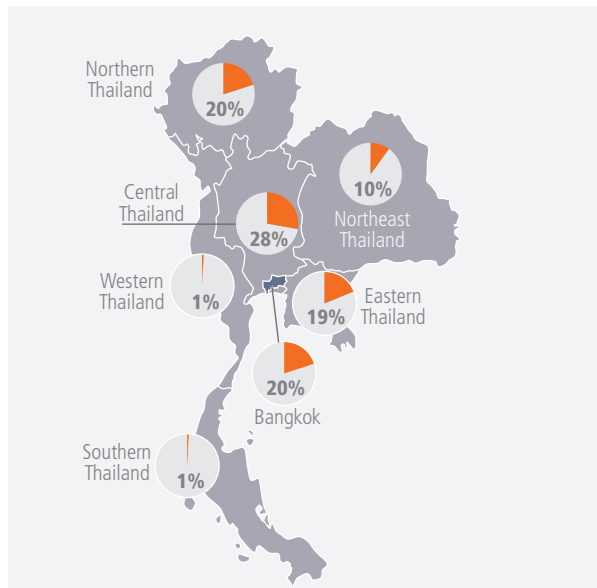 Northern
Thailand
20%
10%
Northeast
Thailand
Central
Thailand
28%
Western
Thailand
1%
Eastern
Thailand
19%
20%
Bangkok
Southern
Thailand
1%